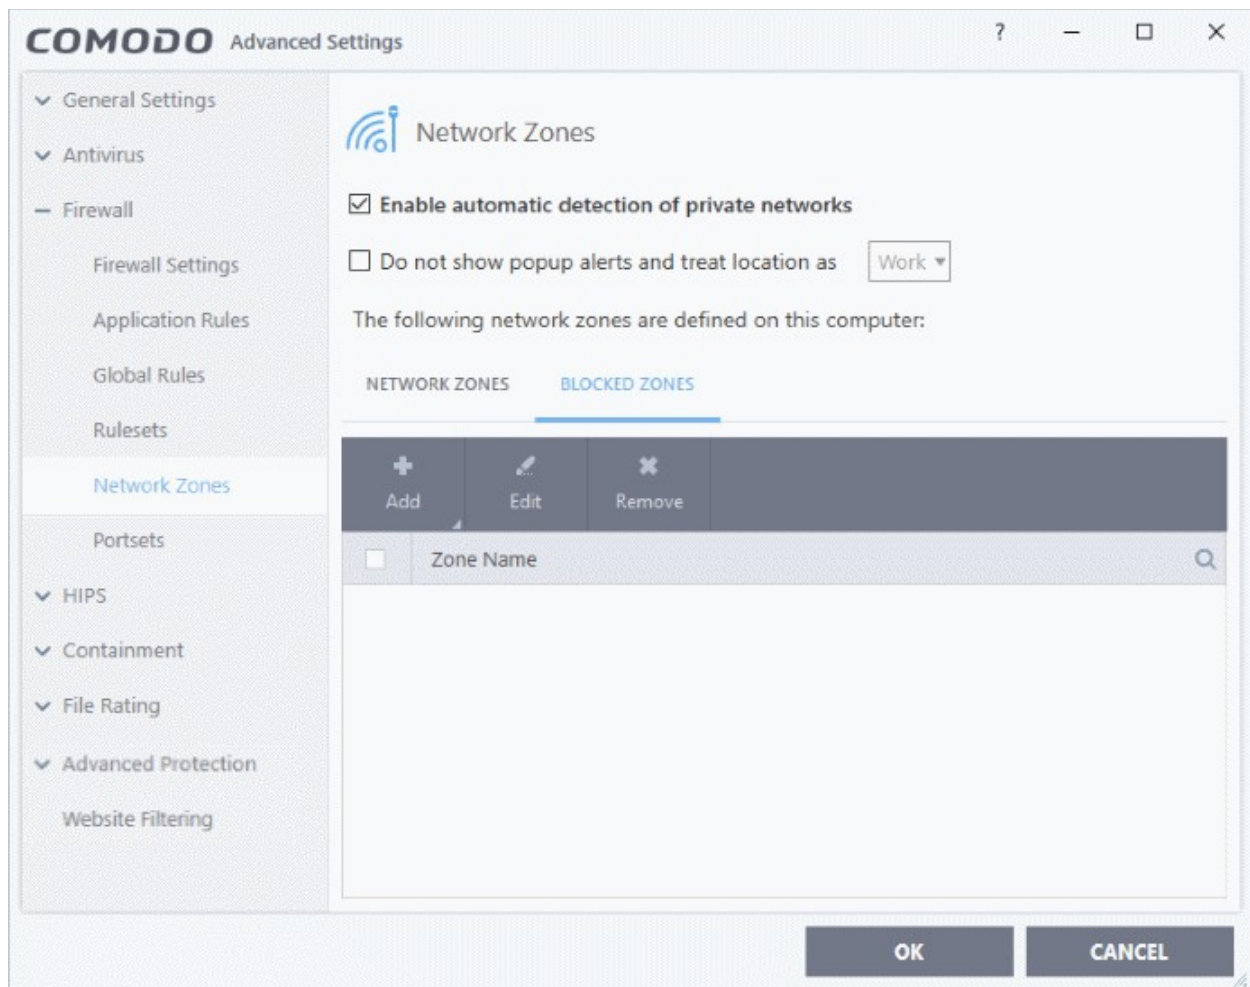 COMODO Advanced Settings ?
General Settings
Antivirus
Firewall
Firewall Settings
Application Rules
Global Rules
Rulesets
Network Zones
Portsets
HIPS
Containment
File Rating
Advanced Protection
Website Filtering
Network Zones
Enable automatic detection of private networks
Do not show popup alerts and treat location as Work
The following network zones are defined on this computer:
NETWORK ZONES BLOCKED ZONES
Add Edit Remove
Zone Name
OK CANCEL